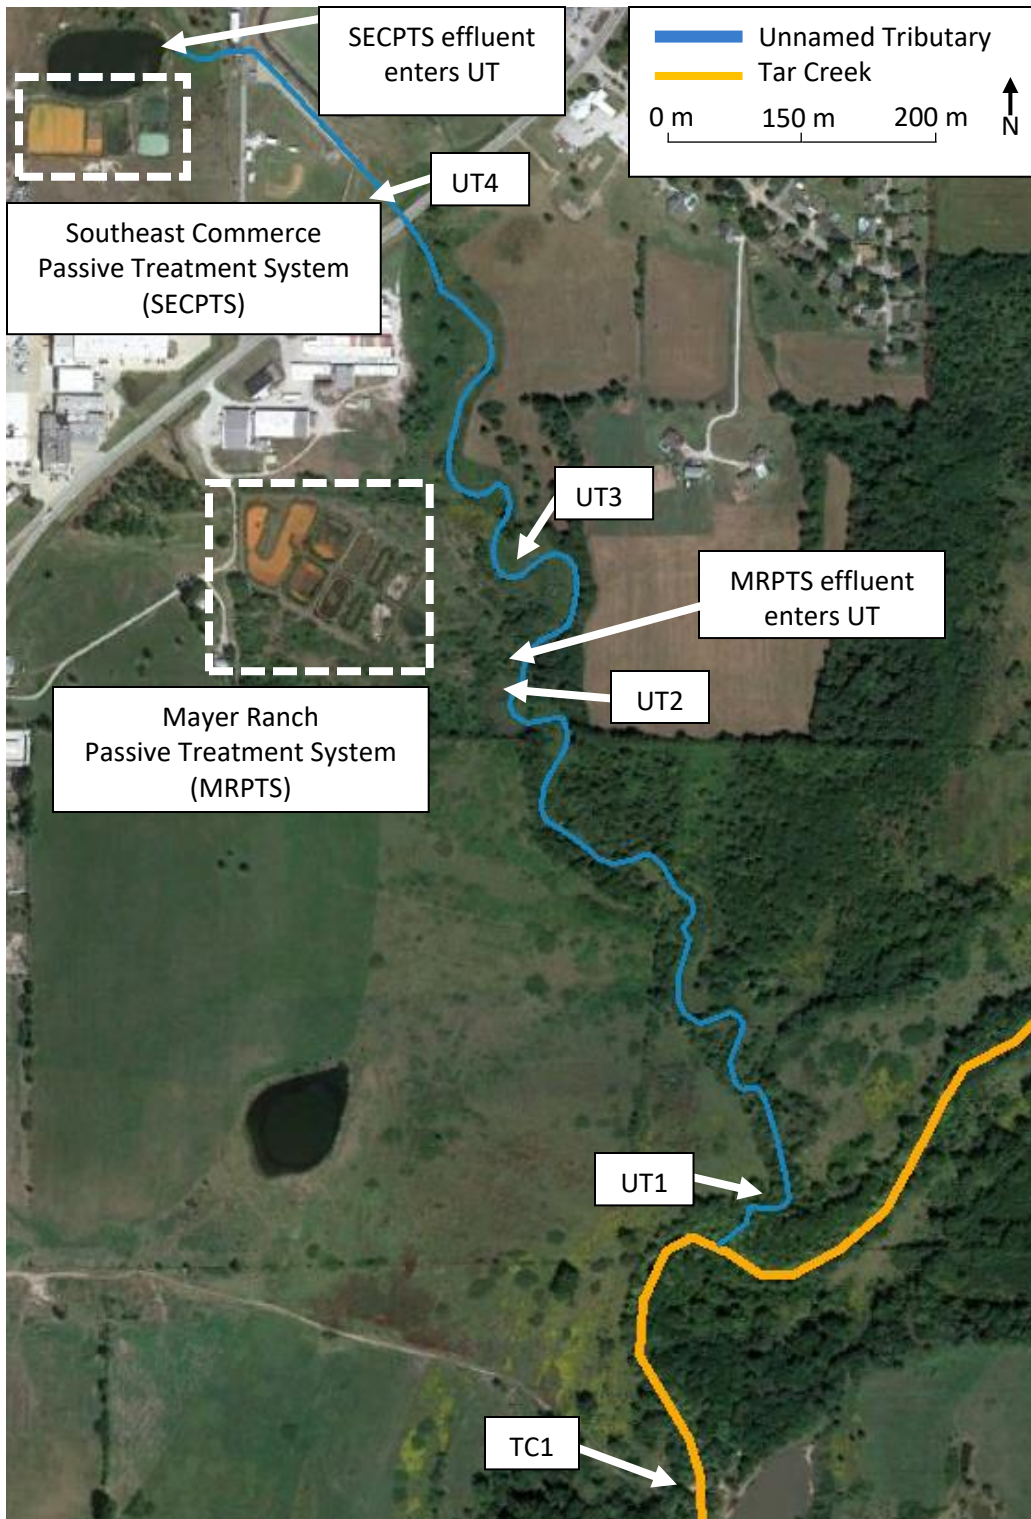 SECPTS effluent
enters UT
Unnamed Tributary
Tar Creek
0 m 150 m 200 m
N
UT4
Southeast Commerce
Passive Treatment System
(SECPTS)
UT3
MRPTS effluent
enters UT
UT2
Mayer Ranch
Passive Treatment System
(MRPTS)
UT1
TC1